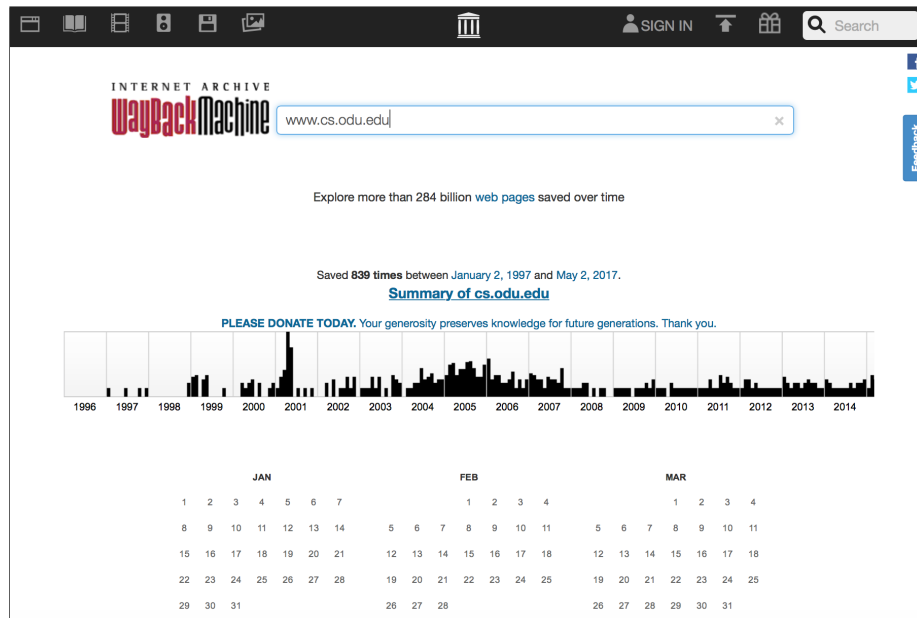 SIGN IN
Search
INTERNET ARCHIVE
WayBackMachine
www.cs.odu.edu
×
Feedback
Explore more than 284 billion web pages saved over time
Saved 839 times between January 2, 1997 and May 2, 2017.
Summary of cs.odu.edu
PLEASE DONATE TODAY. Your generosity preserves knowledge for future generations. Thank you.
1996 1997 1998 1999 2000 2001 2002 2003 2004 2005 2006 2007 2008 2009 2010 2011 2012 2013 2014
JAN FEB MAR
1 2 3 4 5 6 7 1 2 3 4 1 2 3 4
8 9 10 11 12 13 14 5 6 7 8 9 10 11 5 6 7 8 9 10 11
15 16 17 18 19 20 21 12 13 14 15 16 17 18 12 13 14 15 16 17 18
22 23 24 25 26 27 28 19 20 21 22 23 24 25 19 20 21 22 23 24 25
29 30 31 26 27 28 26 27 28 29 30 31